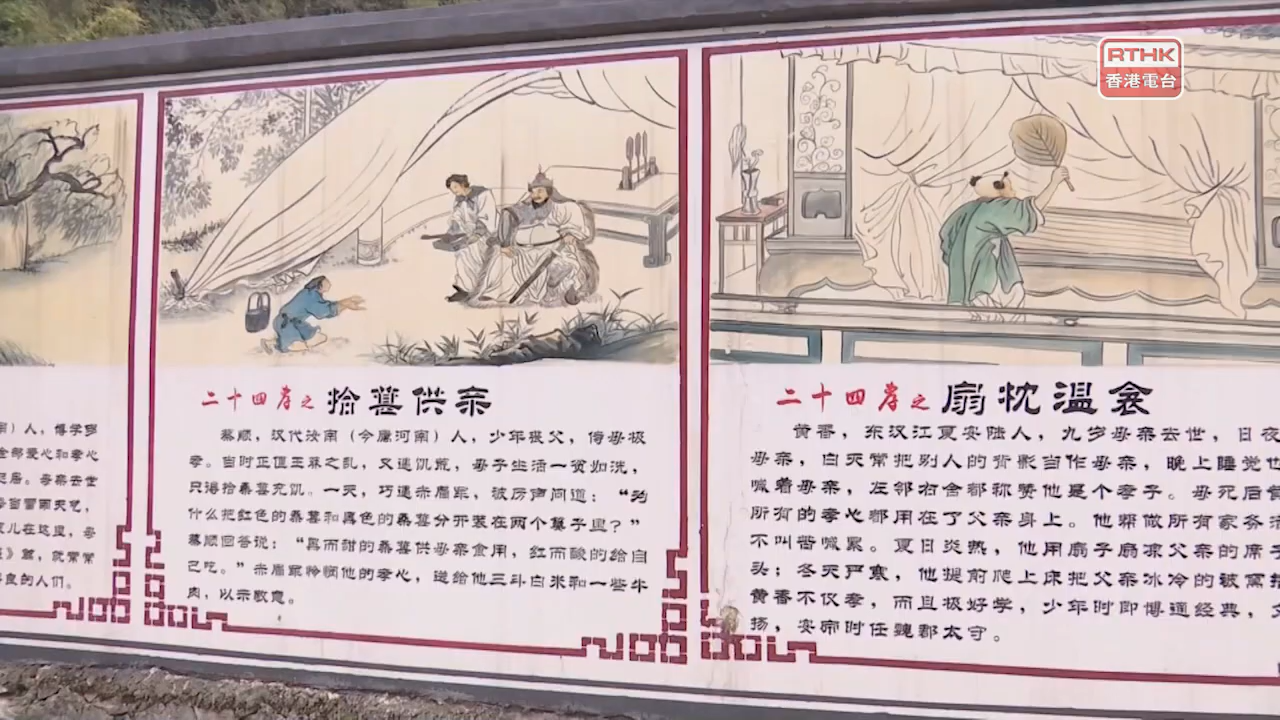 RTHK
香港電台
）人，博学多
全部爱心和孝心
二十四孝之 拾葚供亲
蔡顺，汉代汝南（今属河南）人，少年丧父，侍母极
孝。当时正值王莽之乱，又遇饥荒，母子生活一贫如洗，
只得拾桑葚充饥。一天，巧遇赤眉军，被厉声问道：“为
什么把红色的桑葚和黑色的桑葚分开装在两个篓子里？”
蔡顺回答说：“黑而甜的桑葚供母亲食用，红而酸的给自
己吃。”赤眉军怜悯他的孝心，送给他三斗白米和一些牛
肉，以示敬意。
二十四孝之 扇枕温衾
黄香，东汉江夏安陆人，九岁母亲去世，日夜
母亲，白天常把别人的背影当作母亲，晚上睡觉也
喊着母亲，左邻右舍都称赞他是个孝子。母死后
所有的孝心都用在了父亲身上。他帮做所有家务活
不叫苦喊累。夏日炎热，他用扇子扇凉父亲的席子
头；冬天严寒，他提前爬上床把父亲冰冷的被窝
黄香不仅孝，而且极好学，少年时即博通经典，文
扬，安帝时任魏郡太守。